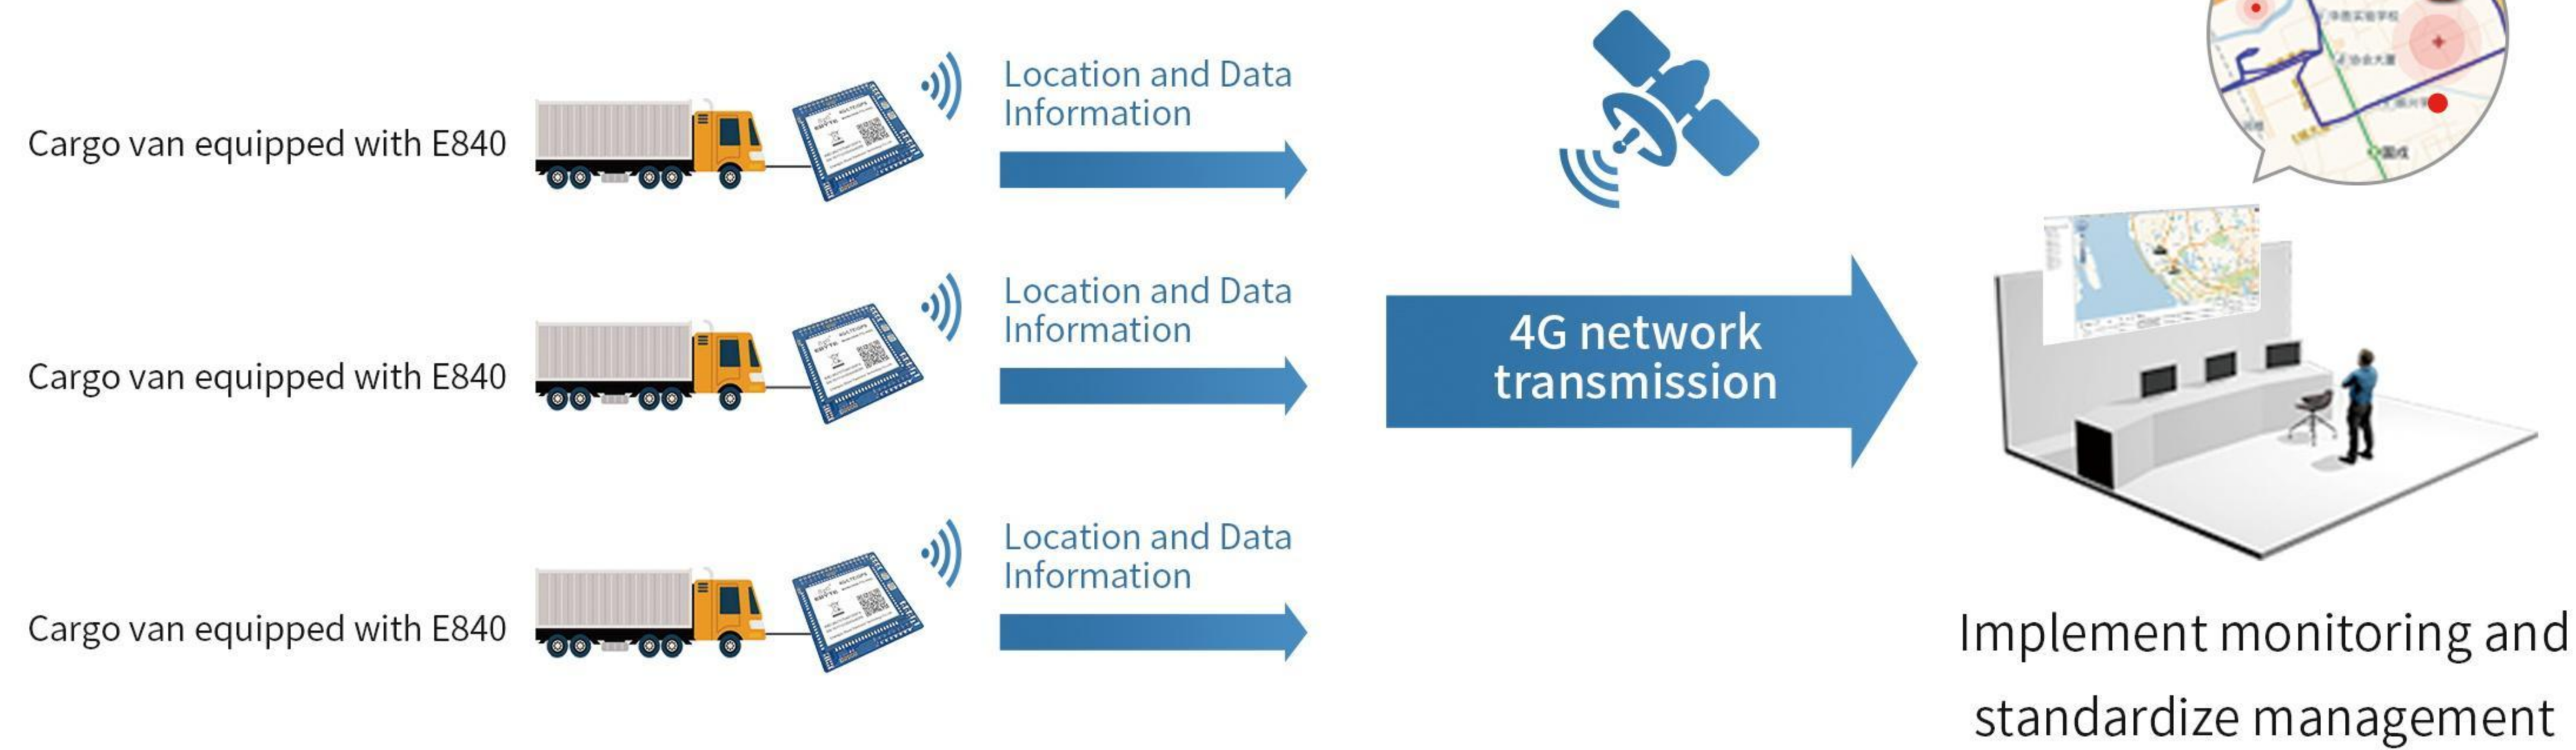 Cargo van equipped with E840
Location and Data
Information
Cargo van equipped with E840
Location and Data
Information
Cargo van equipped with E840
Location and Data
Information
4G network
transmission
Implement monitoring and
standardize management